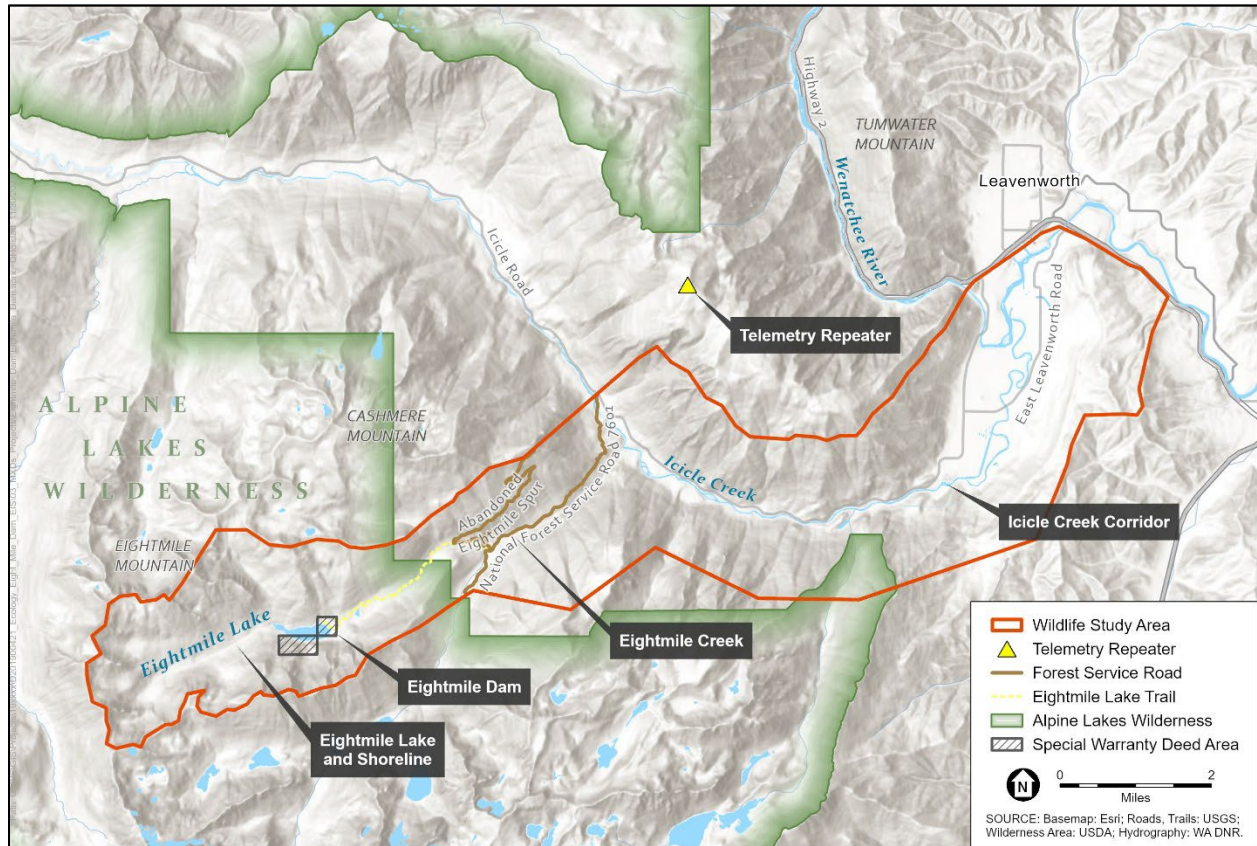 Highway 2
TUMWATER
MOUNTAIN
Wenatchee River
Leavenworth
Icicle Road
East Leavenworth Road
Telemetry Repeater
ALPINE
LAKES
WILDERNESS
CASHMERE
MOUNTAIN
National Forest Service Road 7601
Abandoned
Eightmile Spur
Icicle Creek
Icicle Creek Corridor
EIGHTMILE
MOUNTAIN
Eightmile Lake
Eightmile Creek
Eightmile Dam
Eightmile Lake
and Shoreline
Wildlife Study Area
Telemetry Repeater
Forest Service Road
Eightmile Lake Trail
Alpine Lakes Wilderness
Special Warranty Deed Area
N
0 2
Miles
SOURCE: Basemap: Esri; Roads, Trails: USGS;
Wilderness Area: USDA; Hydrography: WA DNR.